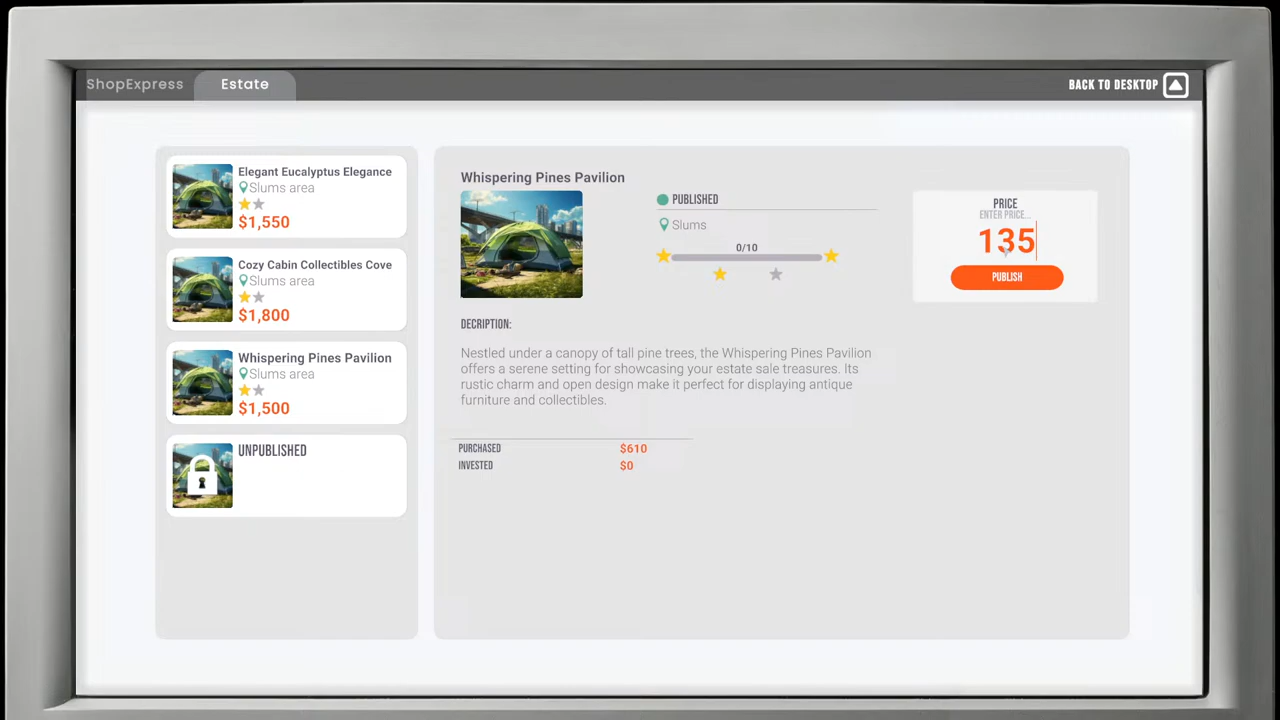 ShopExpress
Estate
BACK TO DESKTOP
Elegant Eucalyptus Elegance
Slums area
$1,550
Cozy Cabin Collectibles Cove
Slums area
$1,800
Whispering Pines Pavilion
Slums area
$1,500
UNPUBLISHED
Whispering Pines Pavilion
PUBLISHED
Slums
0/10
PRICE
ENTER PRICE...
135
PUBLISH
DECRIPTION:
Nestled under a canopy of tall pine trees, the Whispering Pines Pavilion
offers a serene setting for showcasing your estate sale treasures. Its
rustic charm and open design make it perfect for displaying antique
furniture and collectibles.
PURCHASED $610
INVESTED $0